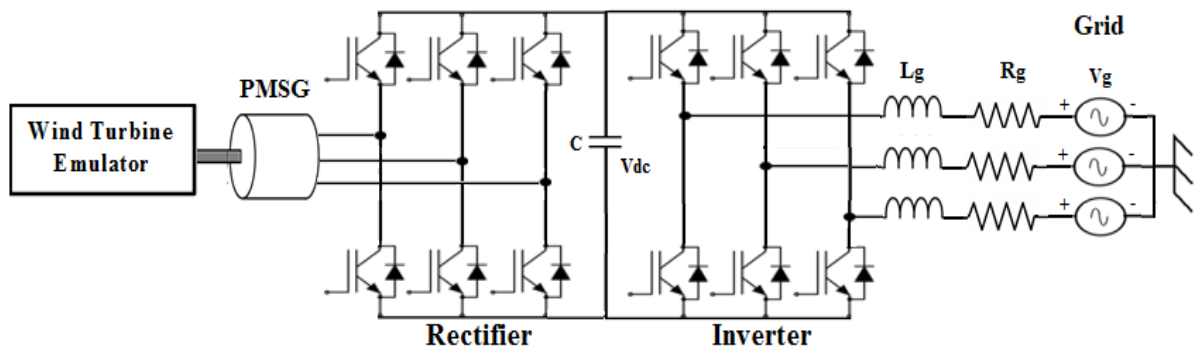 Grid
PMSG
Lg
Rg
Vg
+
-
Wind Turbine
Emulator
C
Vdc
+
-
+
-
Rectifier
Inverter